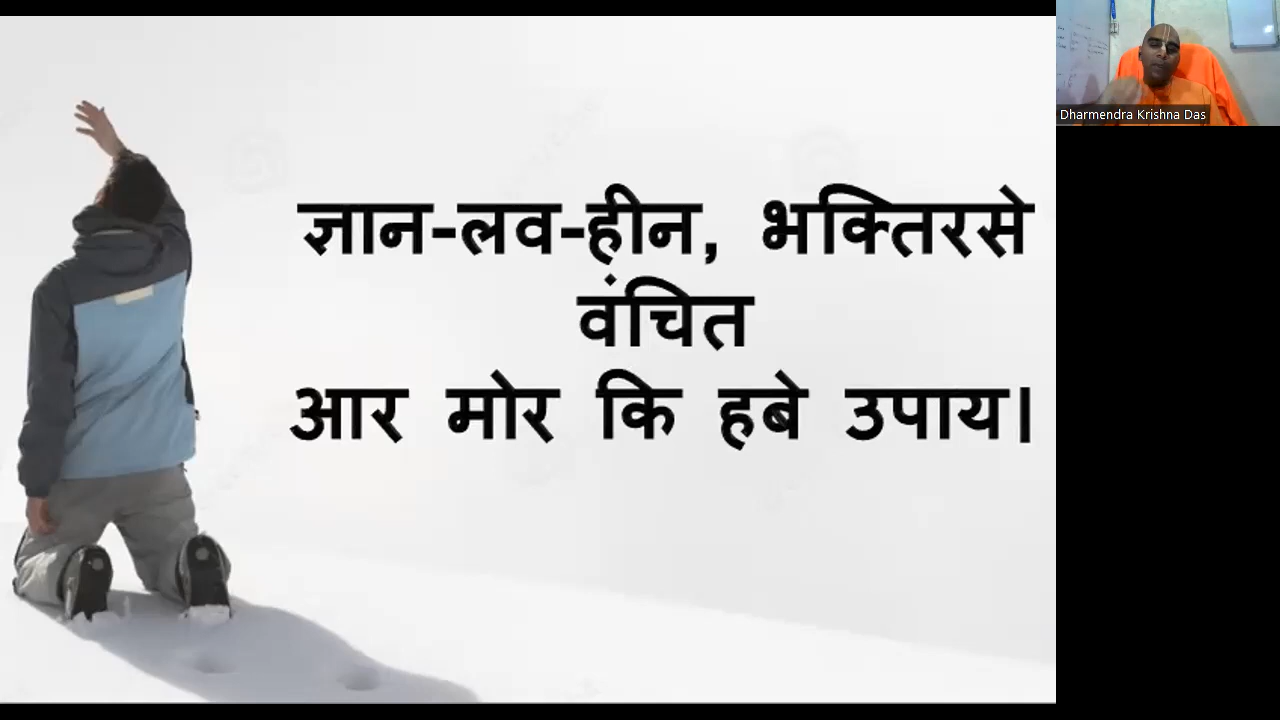 ज्ञान-लव-हीन, भक्तिरसे
वंचित
आर मोर कि हबे उपाय।
Dharmendra Krishna Das